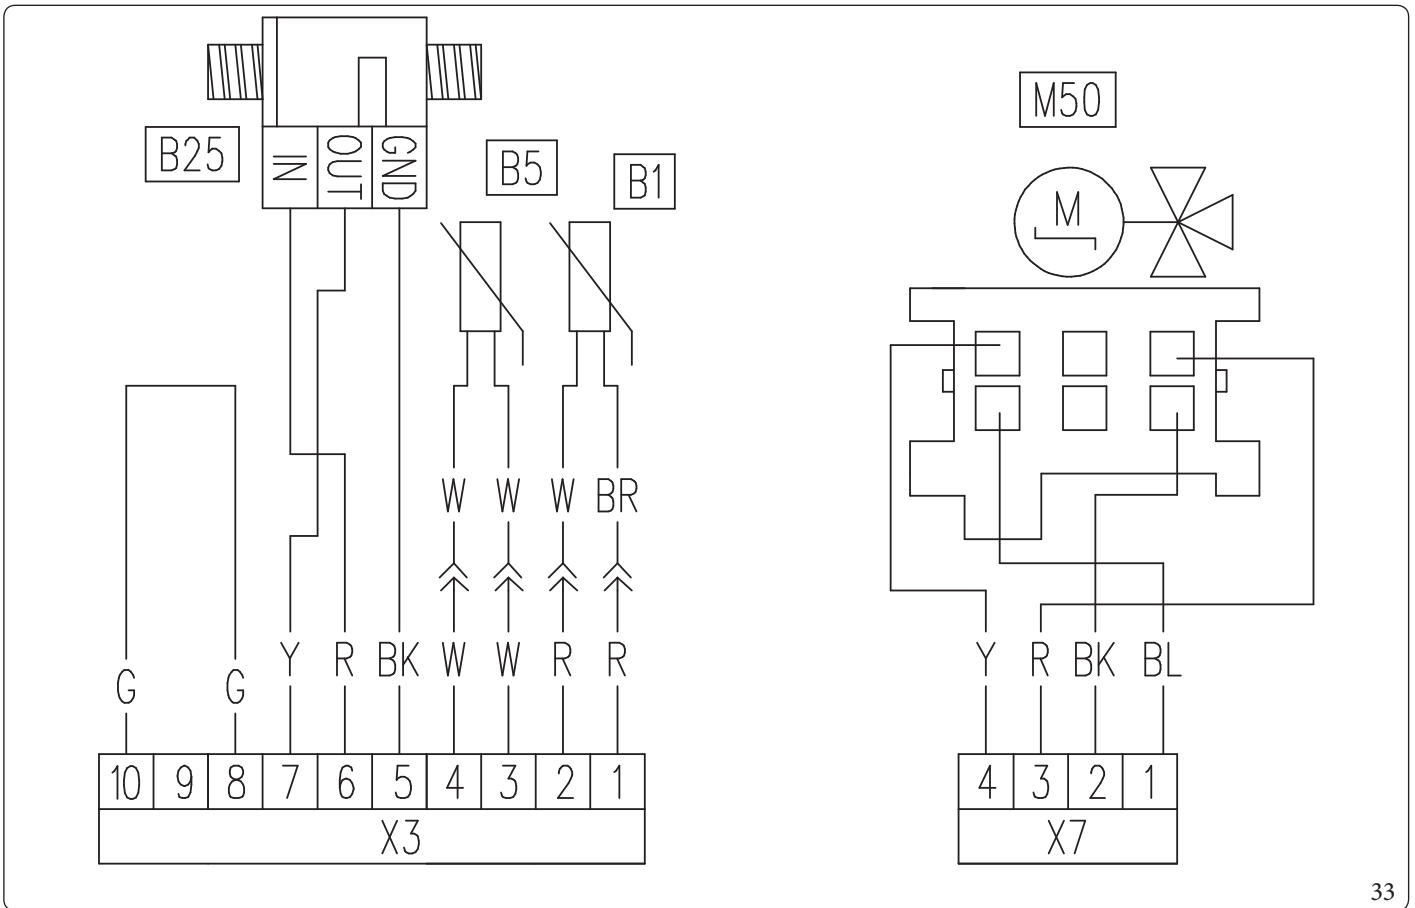 M50
B25
IN OUT GND
B5
B1
M
W W W BR
Y R BK W W R R
G G
10 9 8 7 6 5 4 3 2 1
X3
Y R BK BL
4 3 2 1
X7
33